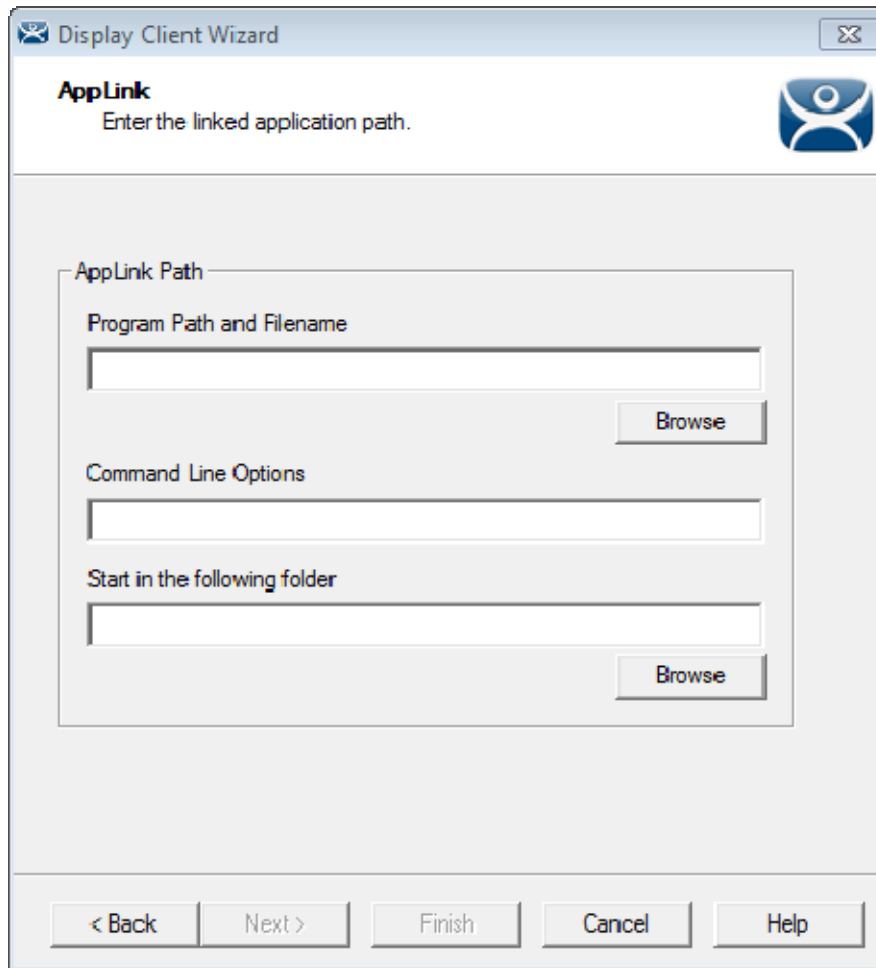 Display Client Wizard
AppLink
Enter the linked application path.
AppLink Path
Program Path and Filename
Browse
Command Line Options
Start in the following folder
Browse
< Back Next > Finish Cancel Help